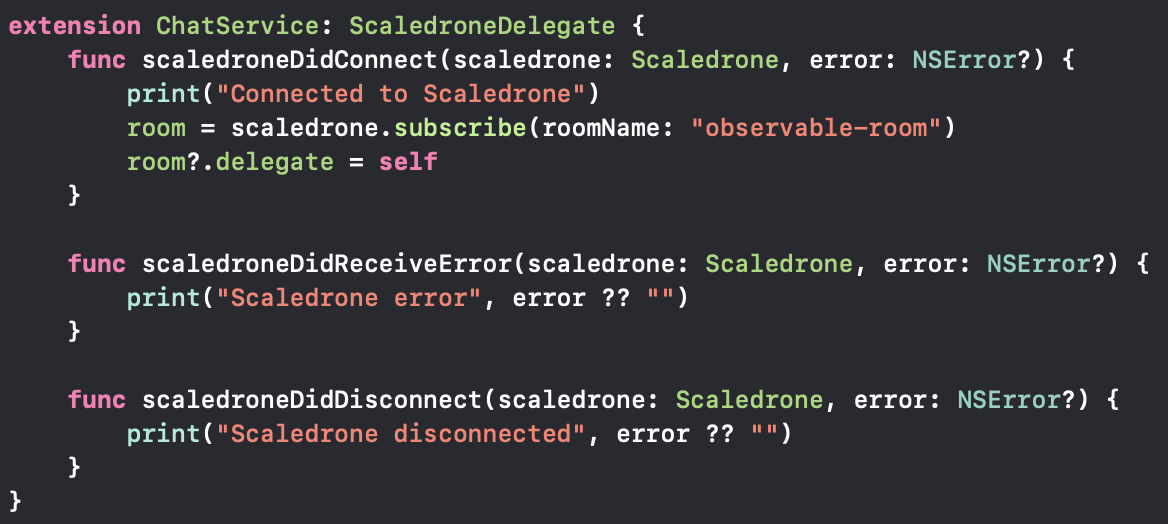 extension ChatService: ScaledroneDelegate {
    func scaledroneDidConnect(scaledrone: Scaledrone, error: NSError?) {
        print("Connected to Scaledrone")
        room = scaledrone.subscribe(roomName: "observable-room")
        room?.delegate = self
    }

    func scaledroneDidReceiveError(scaledrone: Scaledrone, error: NSError?) {
        print("Scaledrone error", error ?? "")
    }

    func scaledroneDidDisconnect(scaledrone: Scaledrone, error: NSError?) {
        print("Scaledrone disconnected", error ?? "")
    }
}